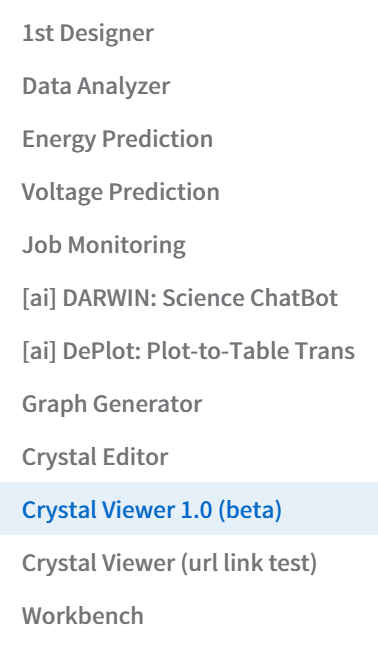 1st Designer
Data Analyzer
Energy Prediction
Voltage Prediction
Job Monitoring
[ai] DARWIN: Science ChatBot
[ai] DePlot: Plot-to-Table Trans
Graph Generator
Crystal Editor
Crystal Viewer 1.0 (beta)
Crystal Viewer (url link test)
Workbench